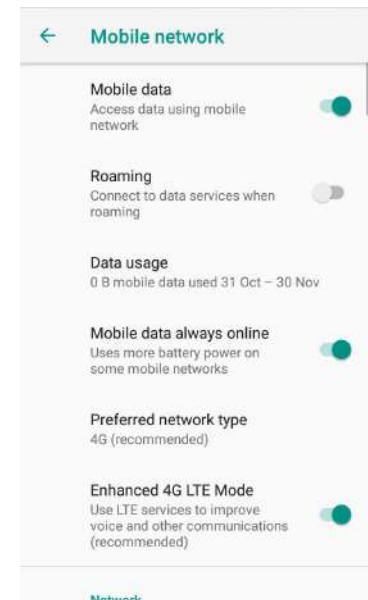 Mobile network
Mobile data
Access data using mobile
network
Roaming
Connect to data services when
roaming
Data usage
0 B mobile data used 31 Oct – 30 Nov
Mobile data always online
Uses more battery power on
some mobile networks
Preferred network type
4G (recommended)
Enhanced 4G LTE Mode
Use LTE services to improve
voice and other communications
(recommended)
Network